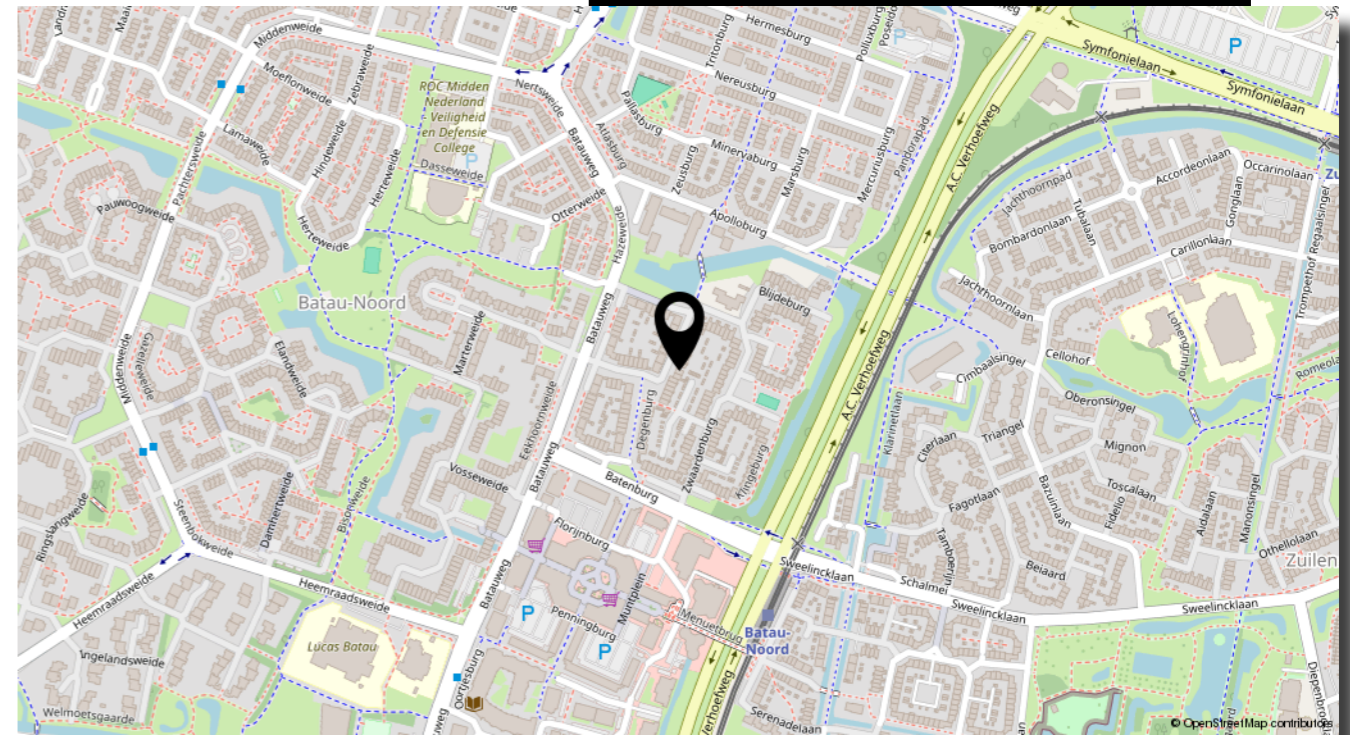 Middenweide
Moeflonweide
Zebraweide
Lamaweide
Hindeweide
Herteweide
Herteweide
Pachtersweide
Pauwoogweide
ROC Midden
Nederland
Veiligheid
en Defensie
College
P
Dasseweide
Nertsweide
Batauweg
Atlasburg
Otterweide
Hazeweide
Pallasburg
Tritonburg
Hermesburg
Nereusburg
Minervaburg
Zeusburg
Marsburg
Mercuriusburg
Pandorapad
Polluxburg
P
Apolloburg
A.C. Verhoefweg
Symfonielaan
Symfonielaan
P
Jachthoornpad
Bombardonlaan
Tubalaan
Accordeonlaan
Occarinolaan
Gonglaan
Carillonlaan
Trompethof
Regaalsingel
Jachthoornlaan
Lohengrinhof
Batau-Noord
Blijdeburg
Batauweg
Marterweide
Elandweide
Gazelleweide
Middenweide
Eekhoornweide
Degenburg
Zwaardenburg
Klingeburg
A.C. Verhoefweg
Cellohof
Cimbaalsingel
Oberonsingel
Klarinetlaan
Citerlaan
Triangel
Mignon
Toscalaan
Fidelio
Bazuinlaan
Fagotlaan
Aidalaan
Manonsingel
Othellolaan
Zuilen
Tamboerijn
Beiaard
Schalmei
Sweelincklaan
Sweelincklaan
Sweelincklaan
Batenburg
Vosseweide
Batauweg
Bisonweide
Damhertweide
Steenbokweide
Ringslangweide
Heemraadsweide
Heemraadsweide
Florijnburg
Muntplein
Penningburg
P
P
Menuetbrug
Batau-
Noord
Batauweg
Lucas Batau
Welmoetsgaarde
Oortjesburg
Serenadelaan
© OpenStreetMap contributors